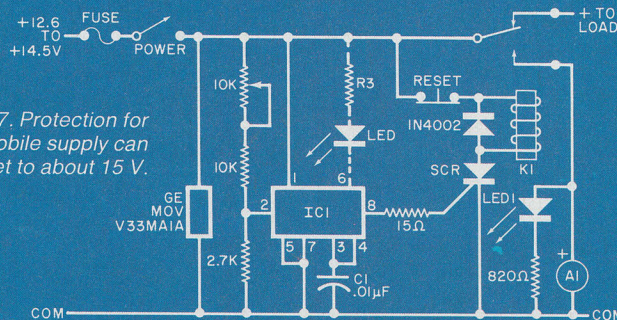 +12.6
TO
+14.5V
FUSE
POWER
+ TO
LOAD
7. Protection for
obile supply can
et to about 15 V.
10K
R3
RESET
1N4002
LED
K1
10K
SCR
1
6
LED1
GE
MOV
V33MA1A
2
IC1
8
15Ω
5
7
3
4
2.7K
C1
.01µF
820Ω
+
A1
COM
CON